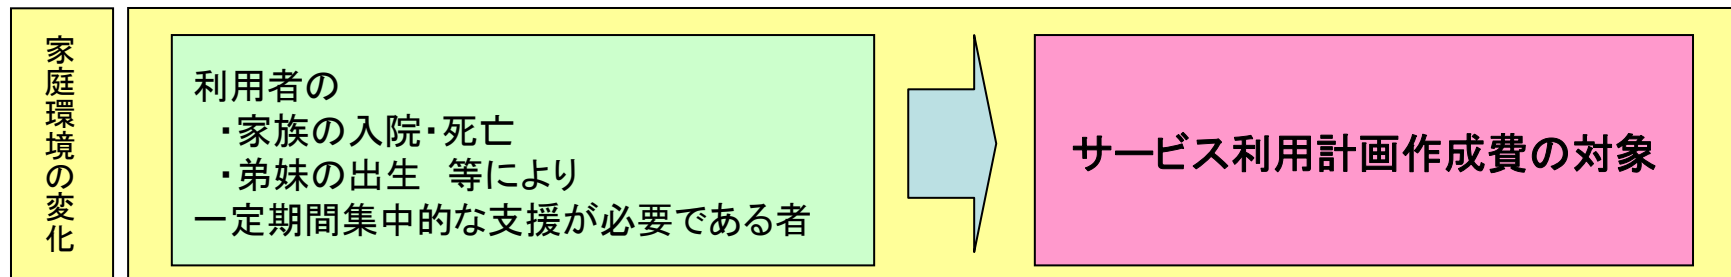 家庭環境の変化
利用者の
・家族の入院・死亡
・弟妹の出生　等により
一定期間集中的な支援が必要である者
サービス利用計画作成費の対象